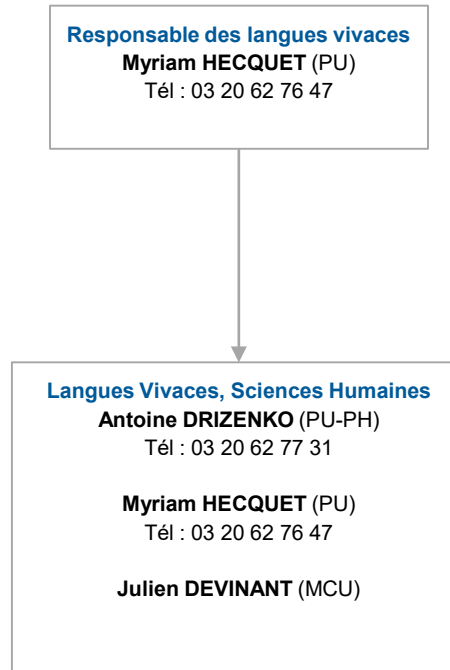 Responsable des langues vivaces
Myriam HECQUET (PU)
Tél : 03 20 62 76 47
Langues Vivaces, Sciences Humaines
Antoine DRIZENKO (PU-PH)
Tél : 03 20 62 77 31
Myriam HECQUET (PU)
Tél : 03 20 62 76 47
Julien DEVINANT (MCU)